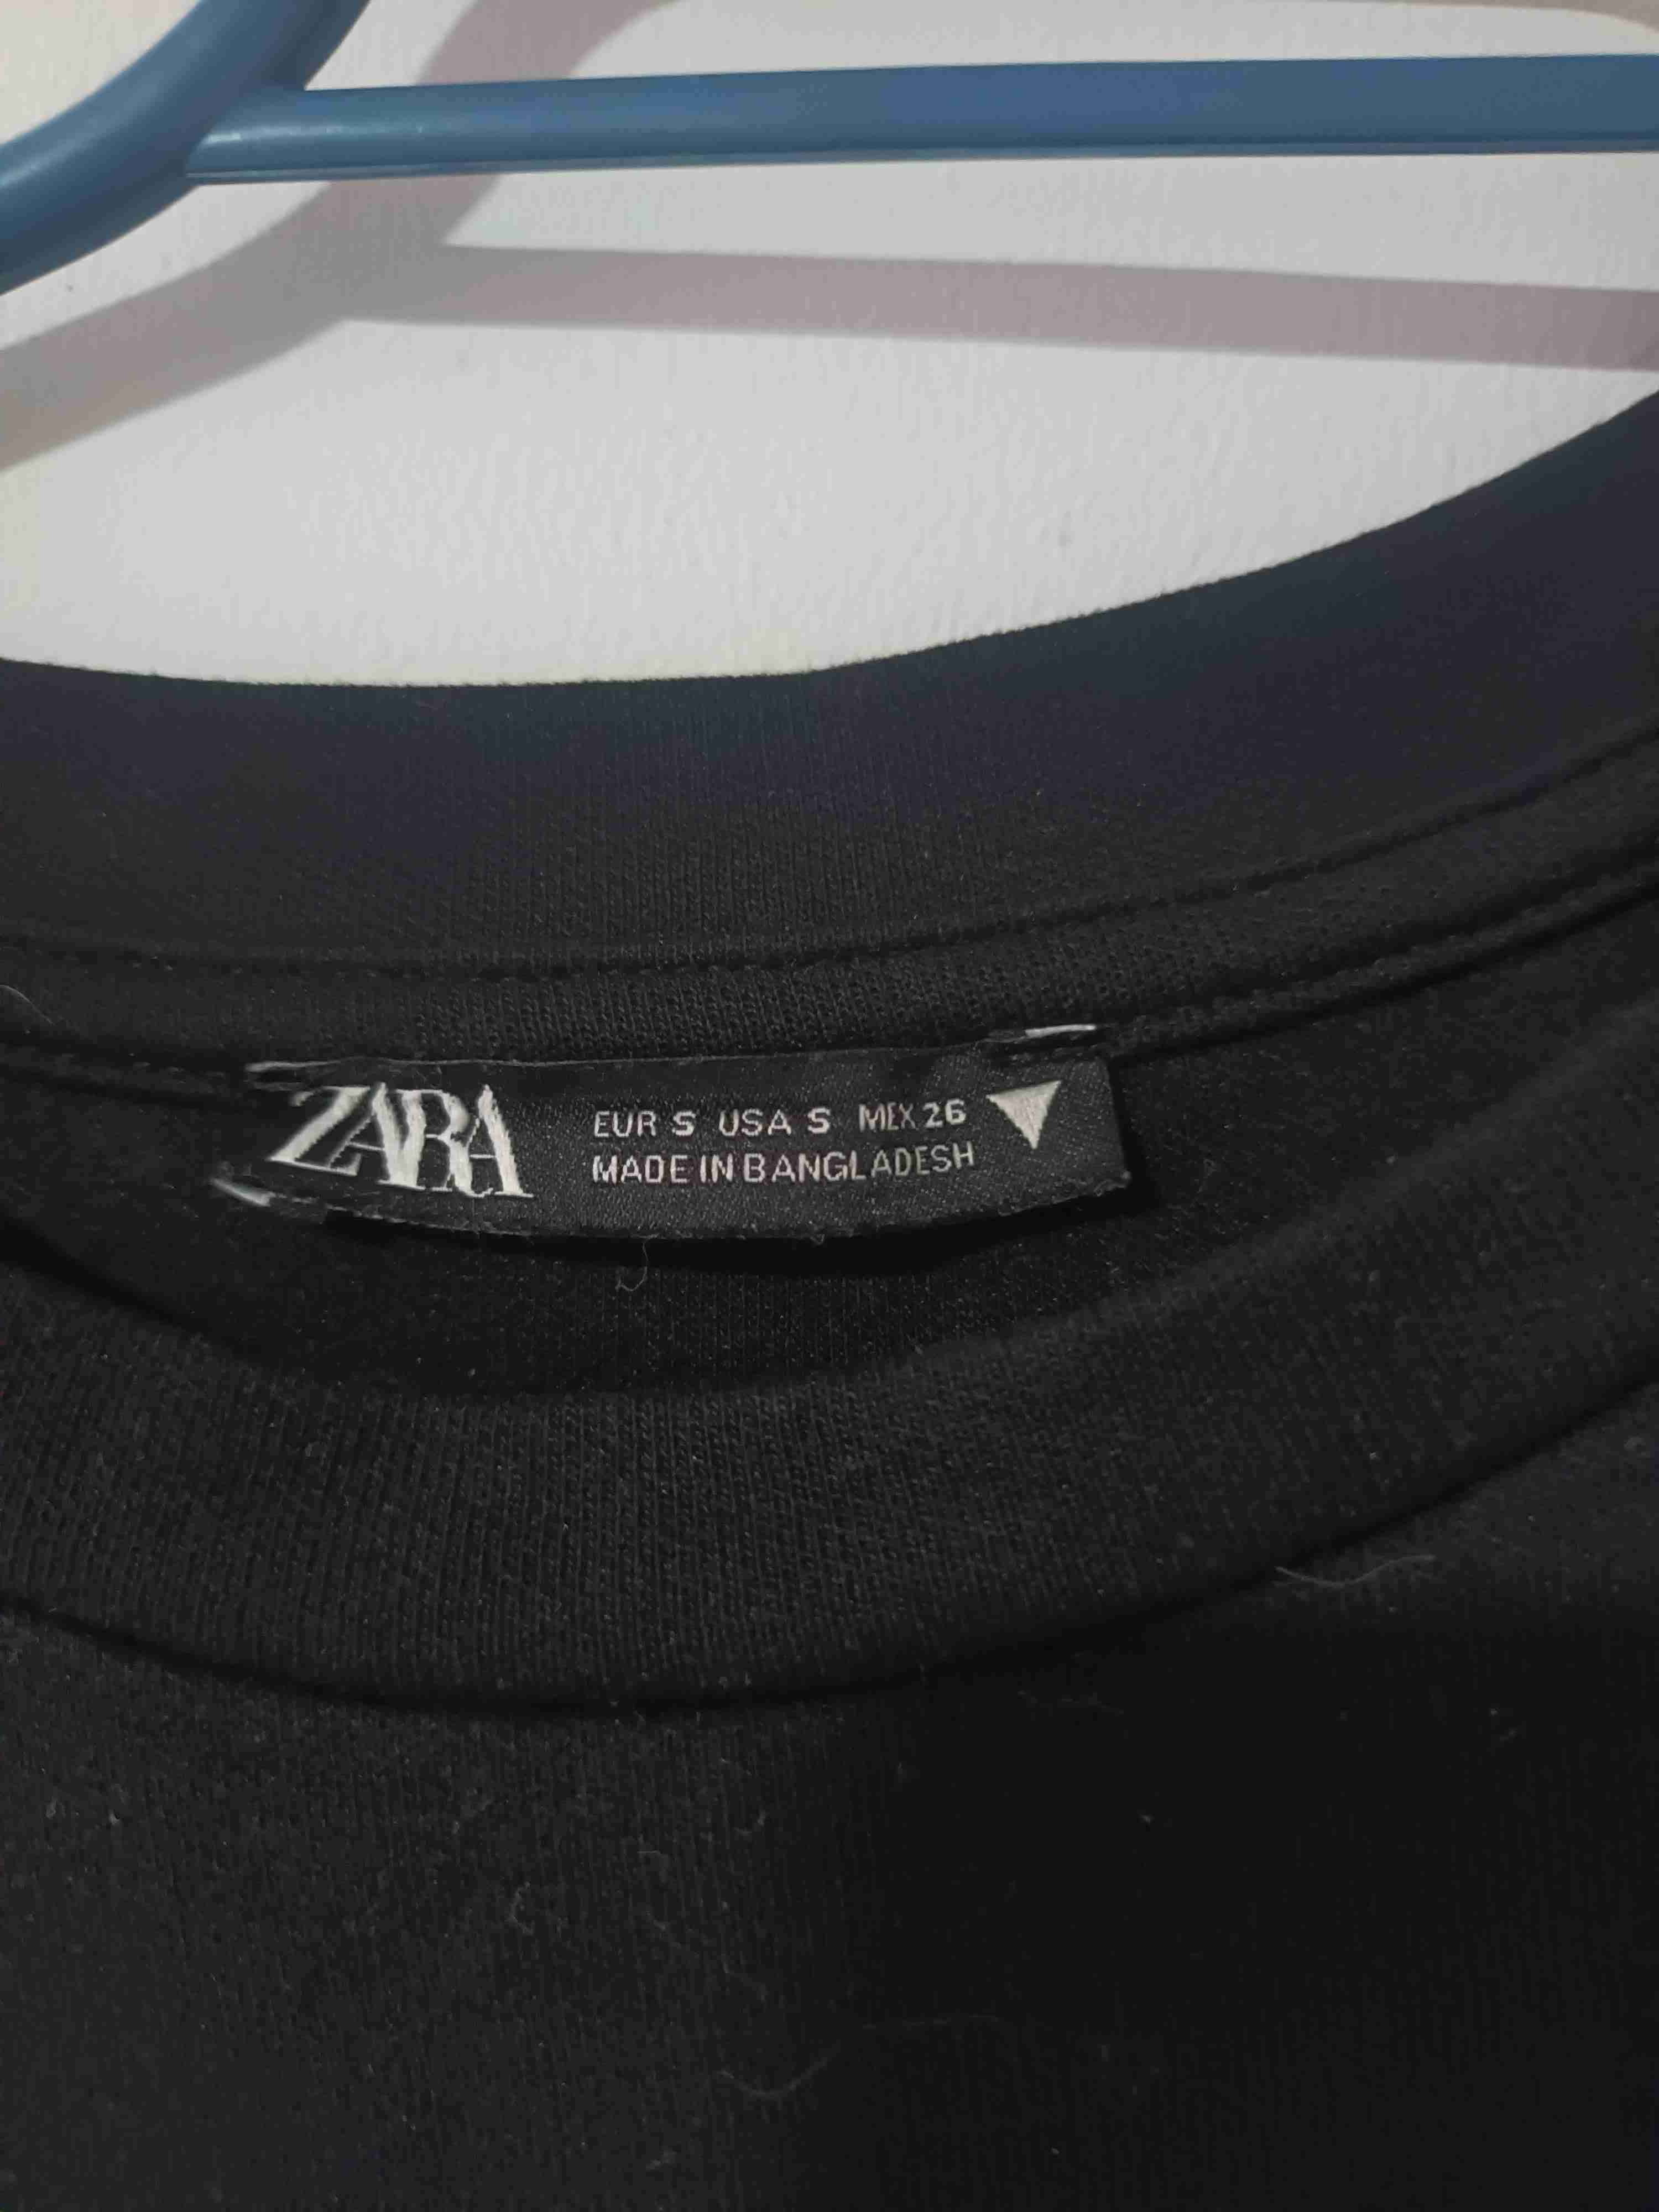 ZARA
EUR S USA S MEX 26
MADE IN BANGLADESH